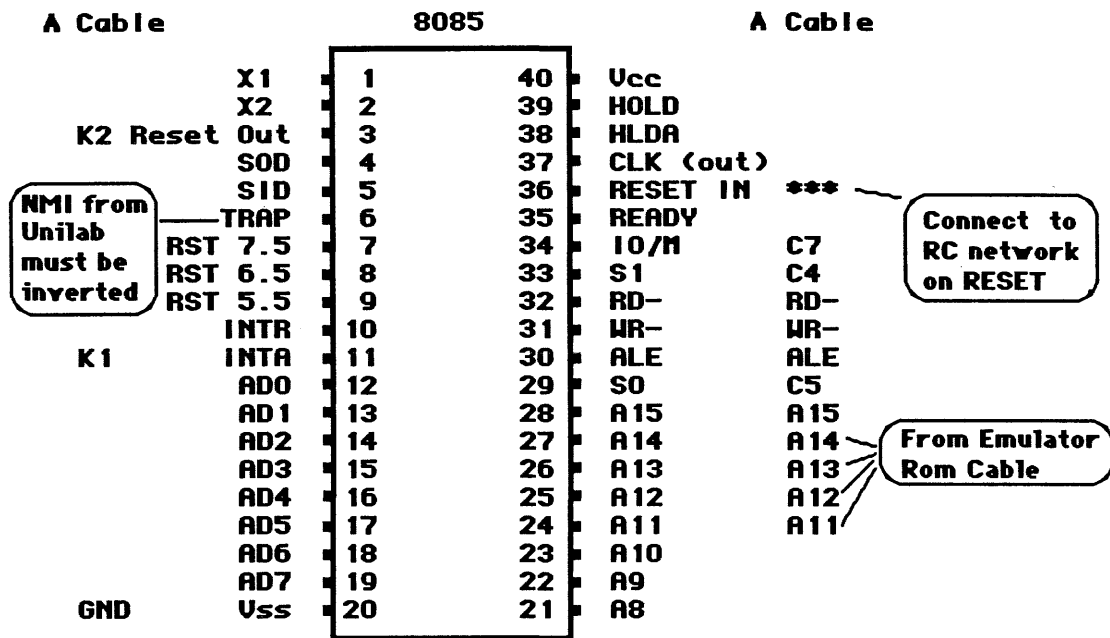 A Cable 8085 A Cable
X1 1 40 Vcc
X2 2 39 HOLD
K2 Reset Out 3 38 HLDA
SOD 4 37 CLK (out)
SID 5 36 RESET IN ***
TRAP 6 35 READY
RST 7.5 7 34 IO/M C7
RST 6.5 8 33 S1 C4
RST 5.5 9 32 RD- RD-
INTR 10 31 WR- WR-
K1 INTA 11 30 ALE ALE
AD0 12 29 S0 C5
AD1 13 28 A15 A15
AD2 14 27 A14 A14
AD3 15 26 A13 A13
AD4 16 25 A12 A12
AD5 17 24 A11 A11
AD6 18 23 A10
AD7 19 22 A9
GND Vss 20 21 A8
NMI from
Unilab
must be
inverted
Connect to
RC network
on RESET
From Emulator
Rom Cable